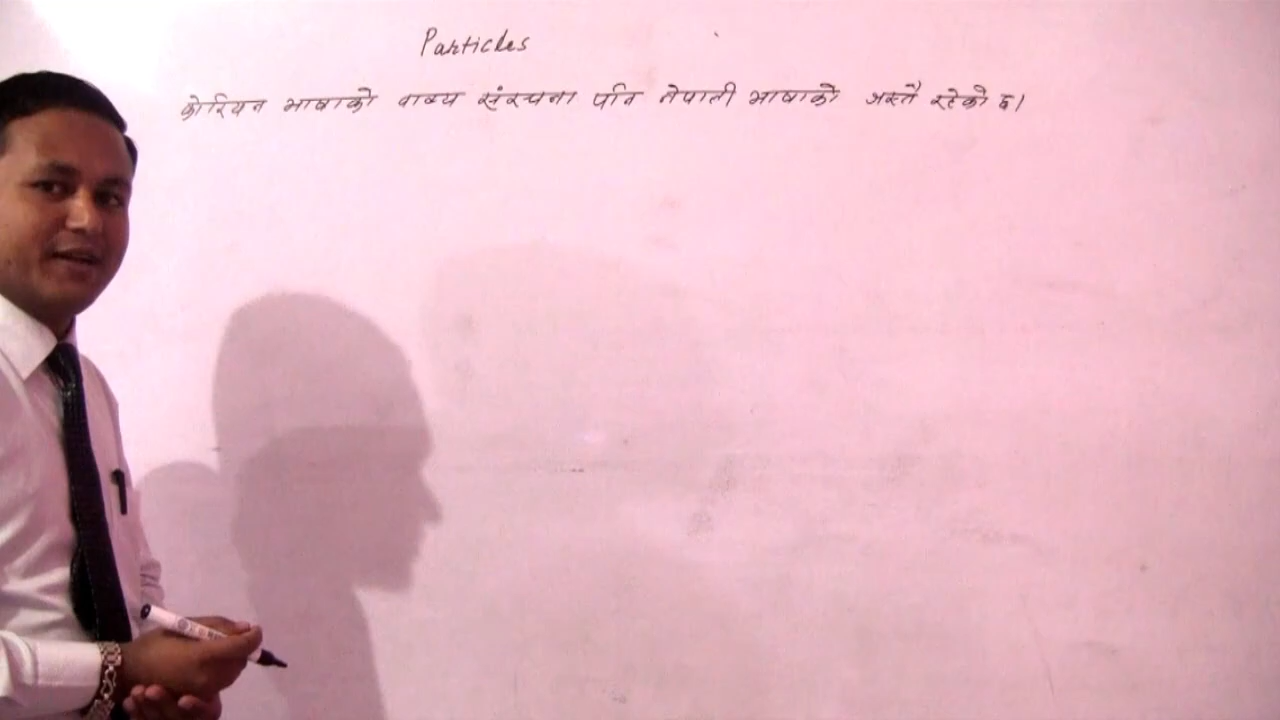 Particles
कोरियन भाषाको वाक्य संरचना पनि नेपाली भाषाको जस्तै रहेको छ।